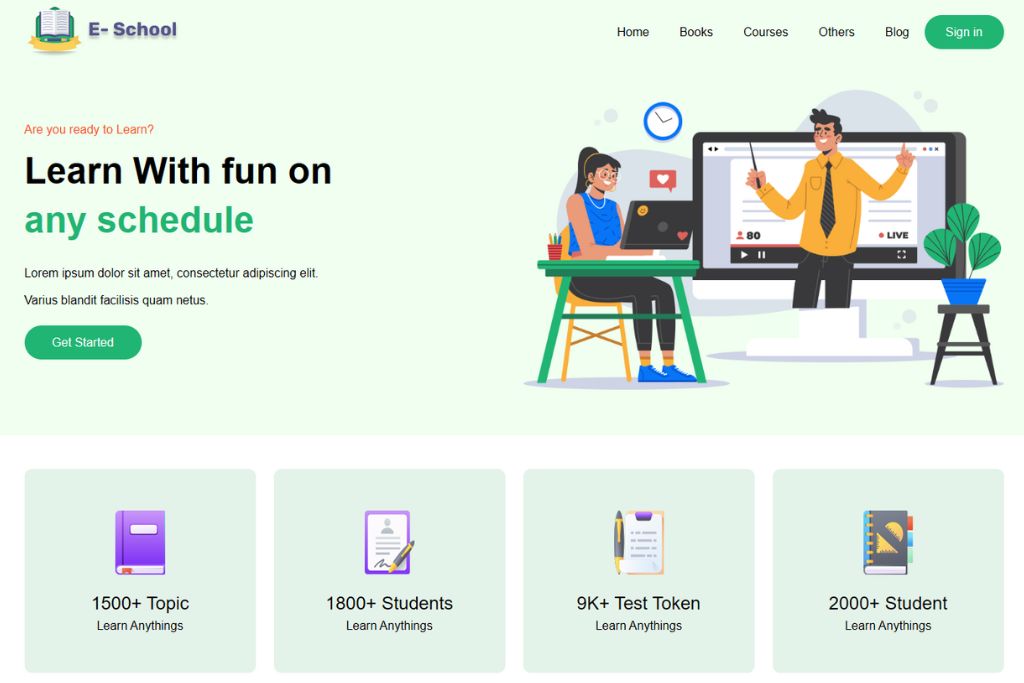 E- School
Home Books Courses Others Blog Sign in
Are you ready to Learn?
Learn With fun on
any schedule
Lorem ipsum dolor sit amet, consectetur adipiscing elit.
Varius blandit facilisis quam netus.
Get Started
80
LIVE
1500+ Topic
Learn Anythings
1800+ Students
Learn Anythings
9K+ Test Token
Learn Anythings
2000+ Student
Learn Anythings